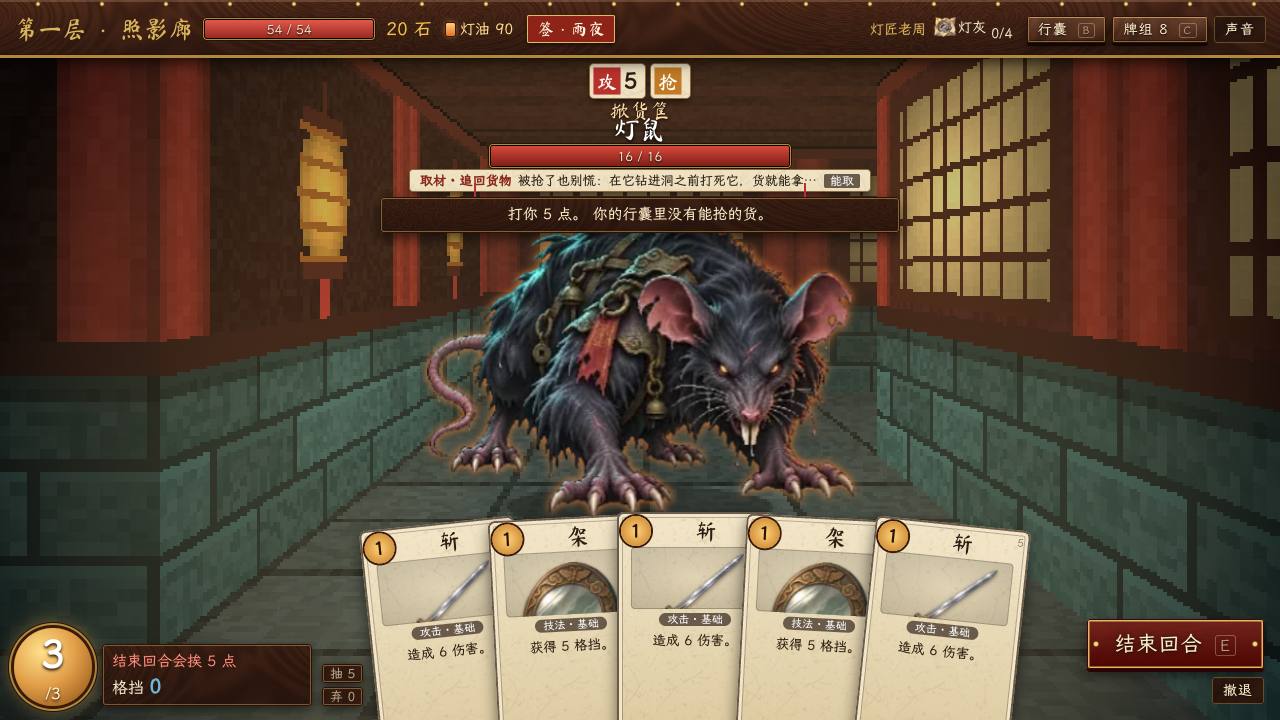 第一层 · 照影廊
54 / 54
20 石
灯油 90
签 · 雨夜
灯匠老周
灯灰 0/4
行囊 B
牌组 8 C
声音
攻 5 抢
掀货筐
灯鼠
16 / 16
取材·追回货物 被抢了也别慌：在它钻进洞之前打死它，货就能拿… 能取
打你 5 点。 你的行囊里没有能抢的货。
1 斩
攻击·基础
造成 6 伤害。
1 架
技法·基础
获得 5 格挡。
1 斩
攻击·基础
造成 6 伤害。
1 架
技法·基础
获得 5 格挡。
1 斩 5
攻击·基础
造成 6 伤害。
3
/3
结束回合会挨 5 点
格挡 0
抽 5
弃 0
结束回合 E
撤退